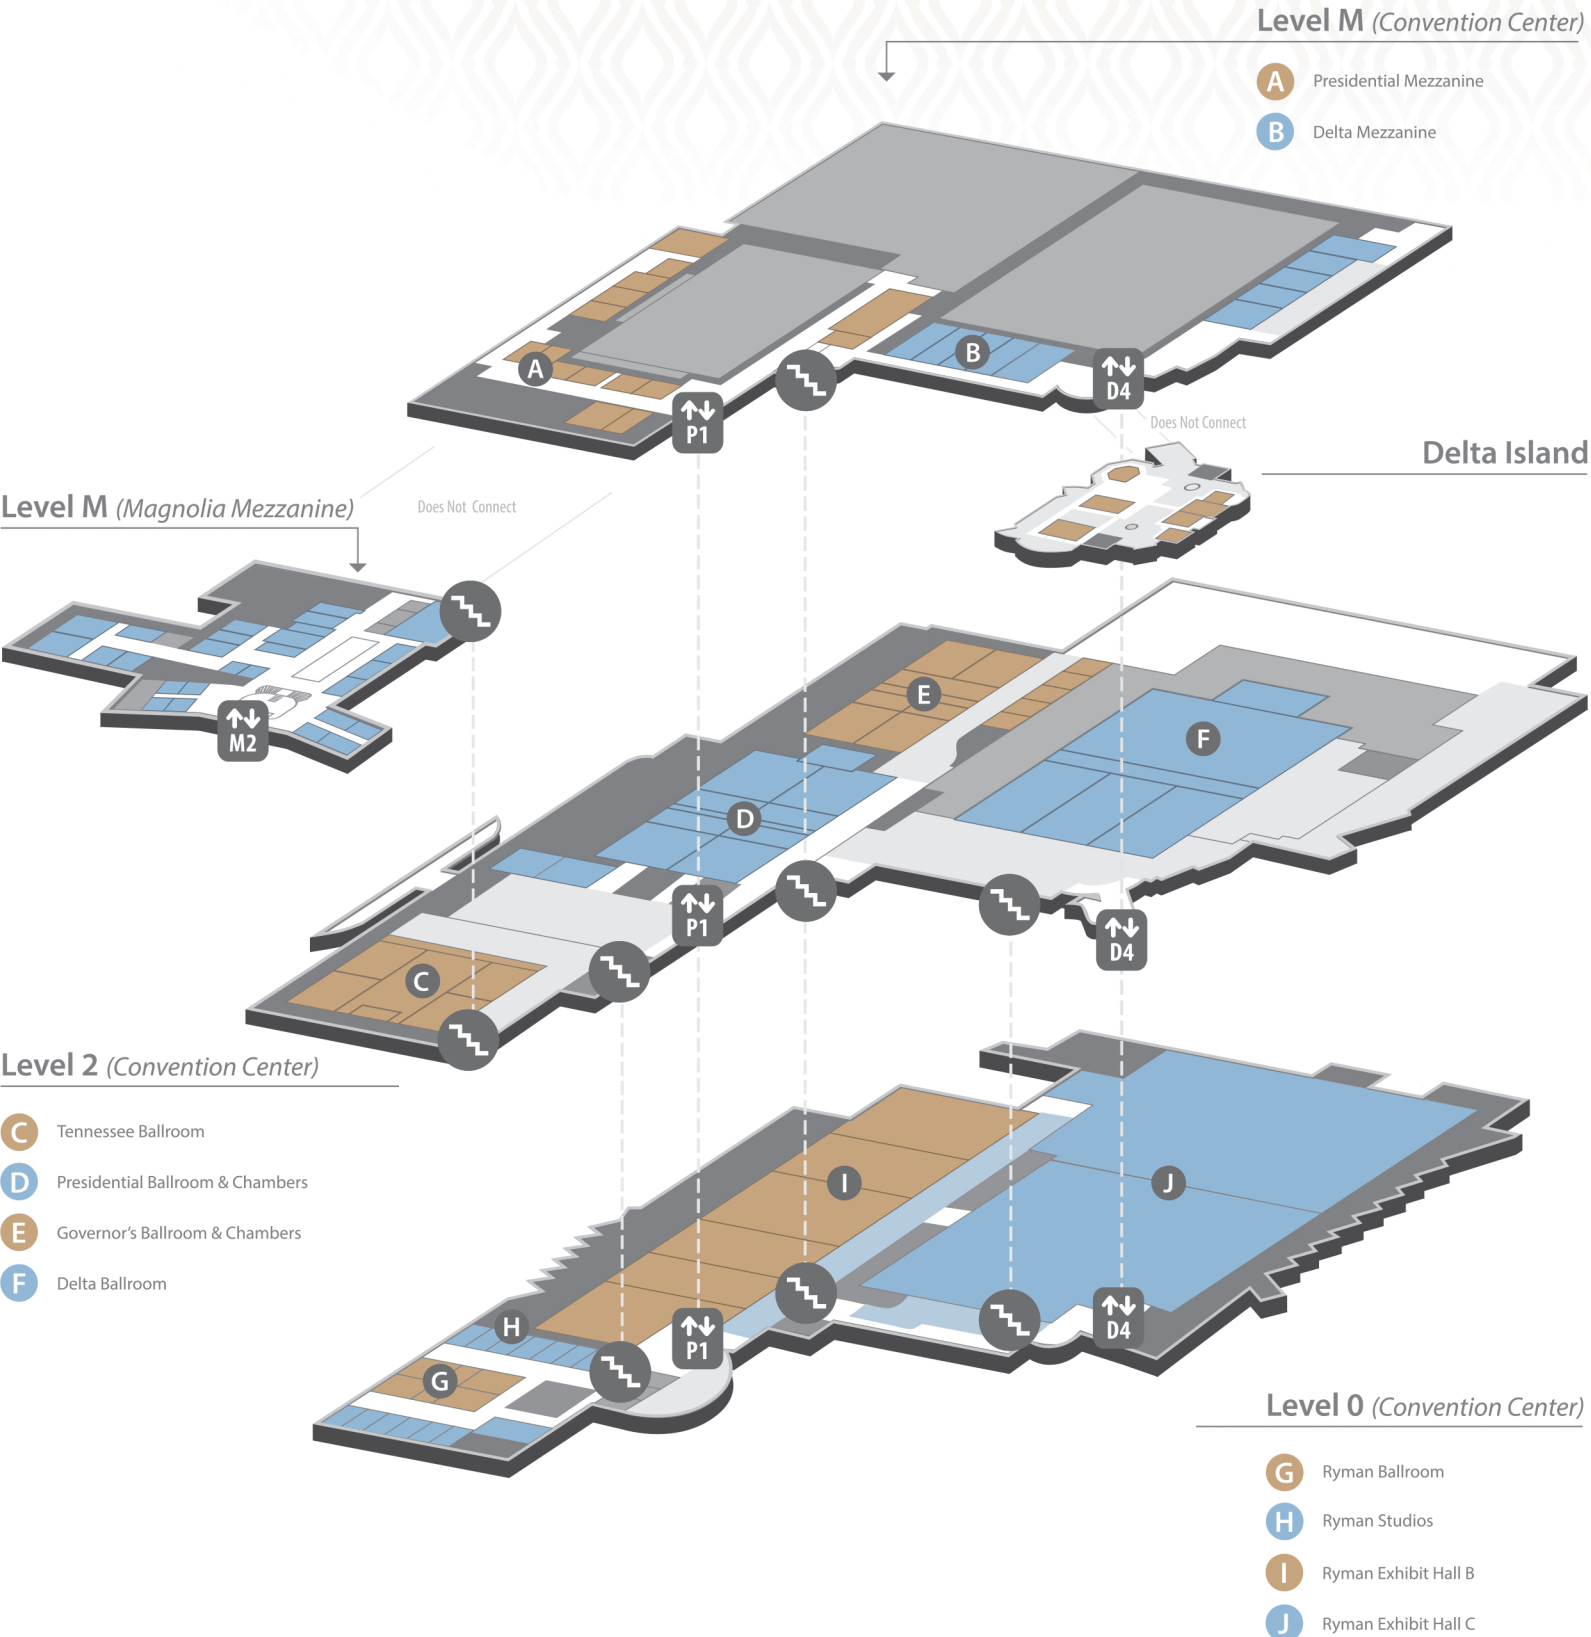 Level M (Convention Center)
A Presidential Mezzanine
B Delta Mezzanine
A
B
P1
D4
Does Not Connect
Delta Island
Level M (Magnolia Mezzanine)
Does Not Connect
M2
E
F
D
C
P1
D4
Level 2 (Convention Center)
C Tennessee Ballroom
D Presidential Ballroom & Chambers
E Governor's Ballroom & Chambers
F Delta Ballroom
I
J
H
G
P1
D4
Level 0 (Convention Center)
G Ryman Ballroom
H Ryman Studios
I Ryman Exhibit Hall B
J Ryman Exhibit Hall C